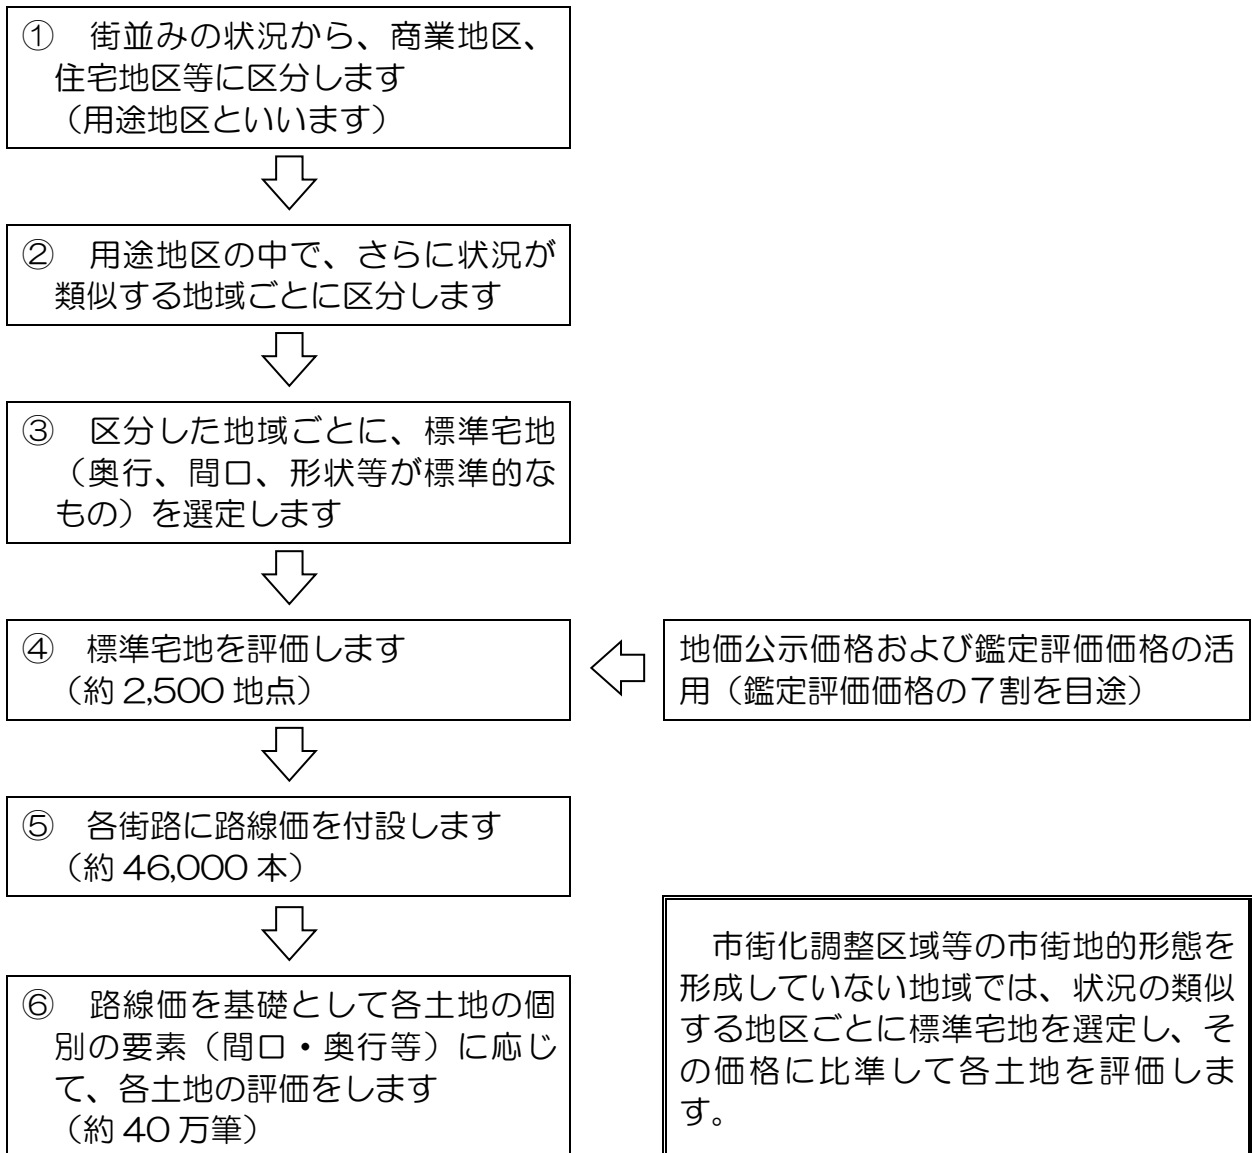 ① 街並みの状況から、商業地区、
住宅地区等に区分します
（用途地区といいます）
② 用途地区の中で、さらに状況が
類似する地域ごとに区分します
③ 区分した地域ごとに、標準宅地
（奥行、間口、形状等が標準的な
もの）を選定します
④ 標準宅地を評価します
（約 2,500 地点）
地価公示価格および鑑定評価価格の活
用（鑑定評価価格の７割を目途）
⑤ 各街路に路線価を付設します
（約 46,000 本）
⑥ 路線価を基礎として各土地の個
別の要素（間口・奥行等）に応じ
て、各土地の評価をします
（約 40 万筆）
市街化調整区域等の市街地的形態を
形成していない地域では、状況の類似
する地区ごとに標準宅地を選定し、そ
の価格に比準して各土地を評価しま
す。